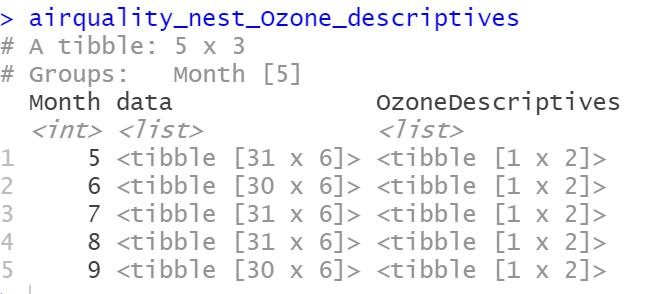 > airquality_nest_Ozone_descriptives
# A tibble: 5 x 3
# Groups:   Month [5]
  Month data              OzoneDescriptives
  <int> <list>            <list>
1     5 <tibble [31 x 6]> <tibble [1 x 2]>
2     6 <tibble [30 x 6]> <tibble [1 x 2]>
3     7 <tibble [31 x 6]> <tibble [1 x 2]>
4     8 <tibble [31 x 6]> <tibble [1 x 2]>
5     9 <tibble [30 x 6]> <tibble [1 x 2]>